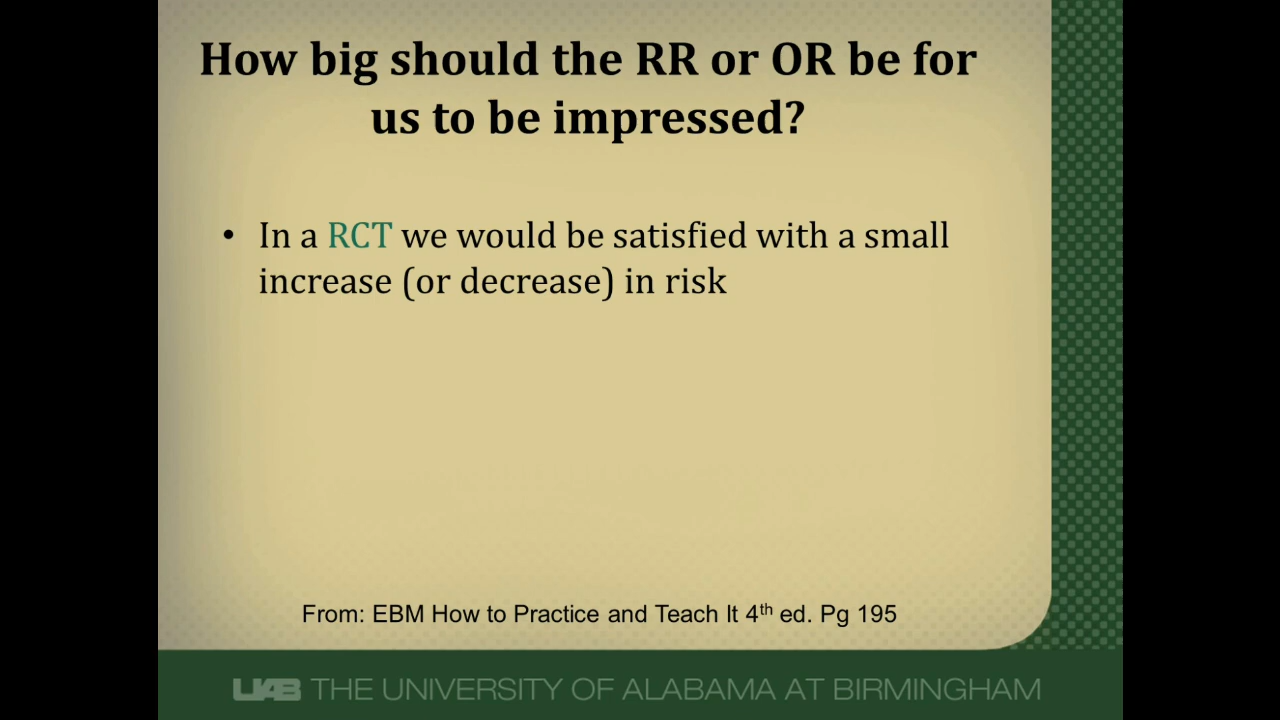 How big should the RR or OR be for
us to be impressed?
• In a RCT we would be satisfied with a small
increase (or decrease) in risk
From: EBM How to Practice and Teach It 4th ed. Pg 195
UAB THE UNIVERSITY OF ALABAMA AT BIRMINGHAM